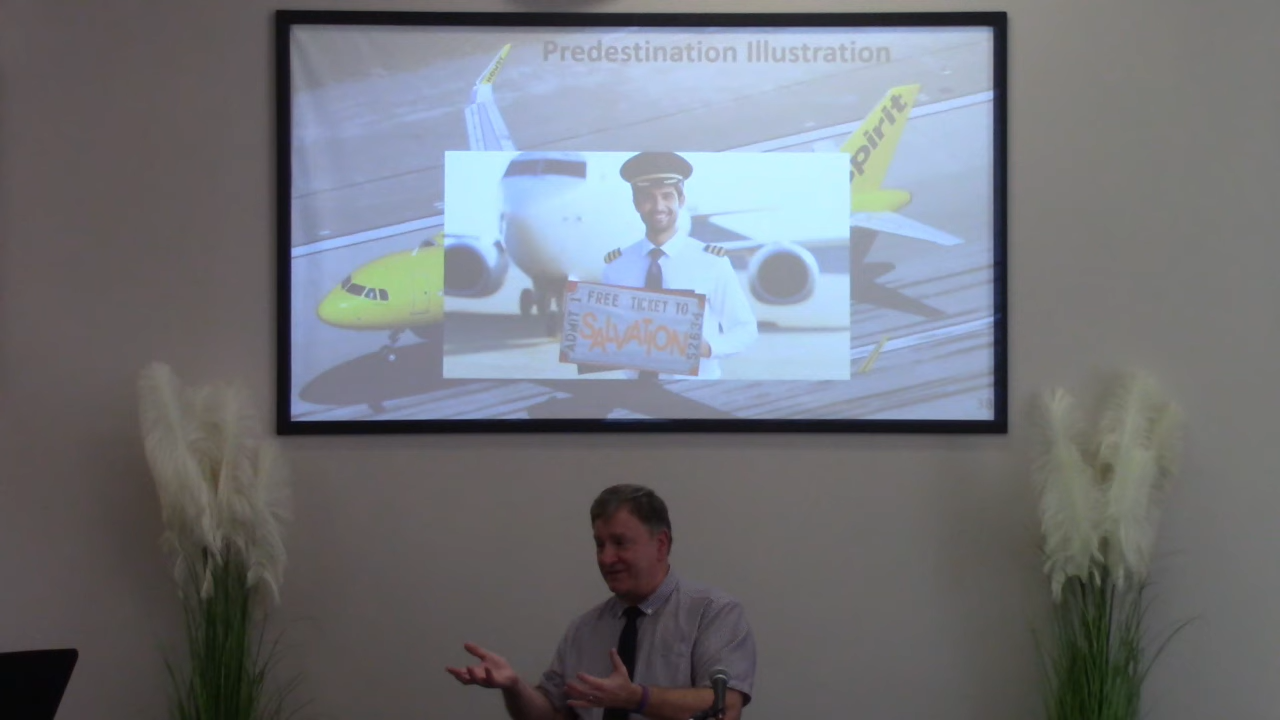 Predestination Illustration
spirit
FREE TICKET TO
SALVATION
ADMIT 1
52634